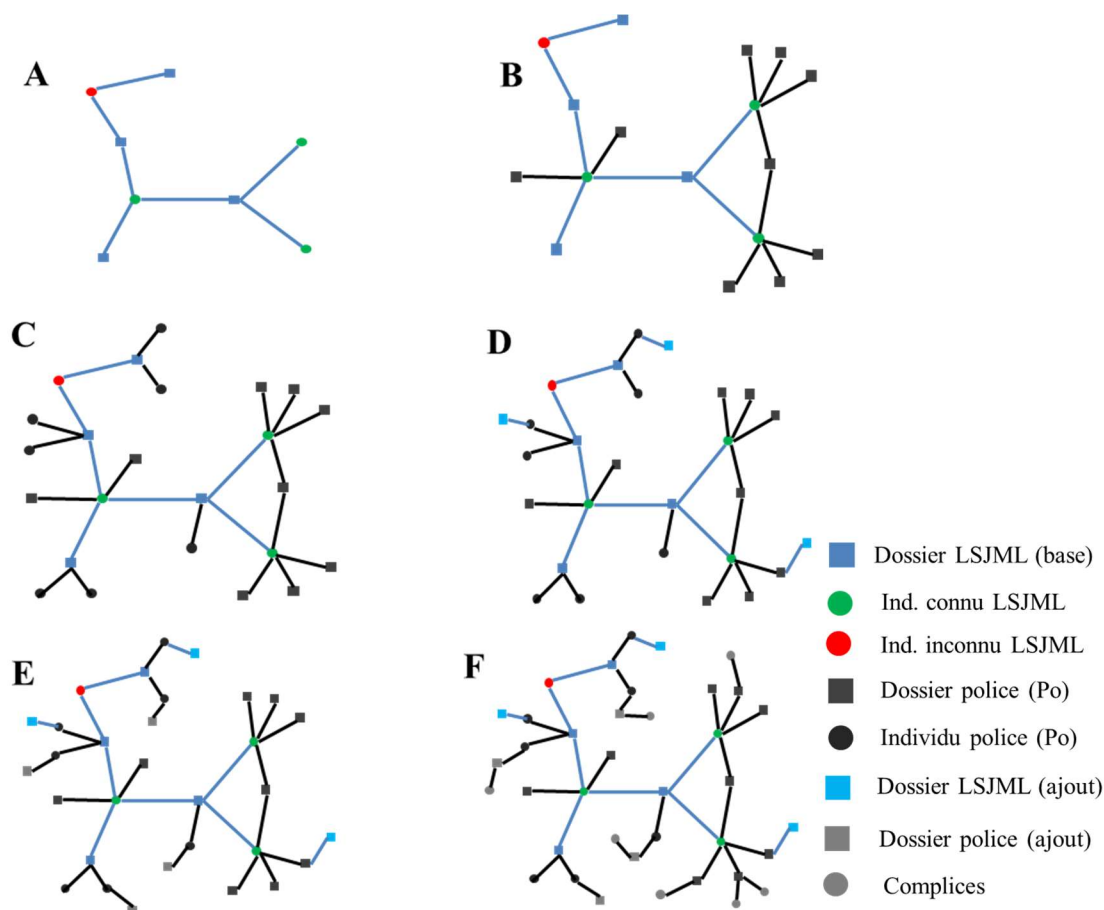 A
B
C
D
E
F
Dossier LSJML (base)
Ind. connu LSJML
Ind. inconnu LSJML
Dossier police (Po)
Individu police (Po)
Dossier LSJML (ajout)
Dossier police (ajout)
Complices